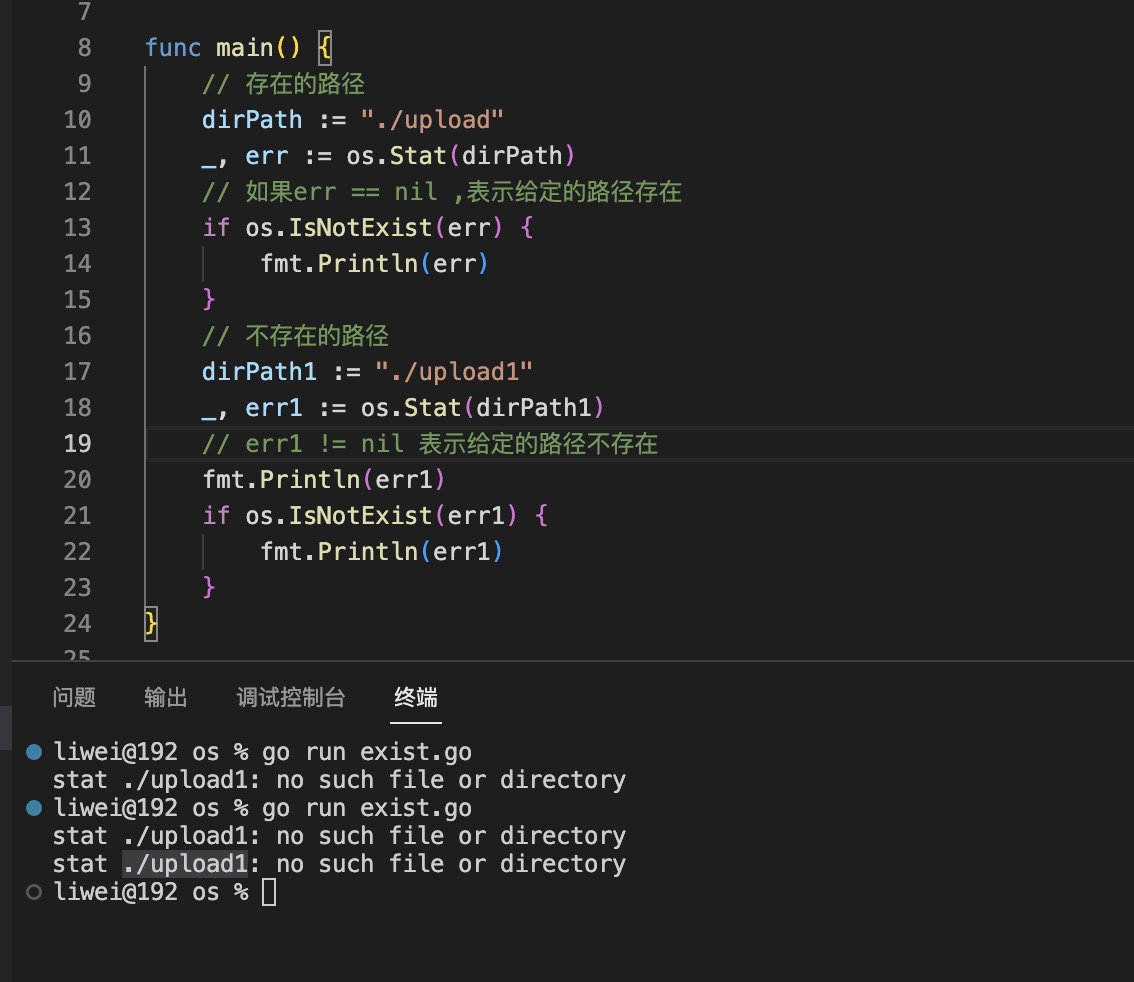 7
8 func main() {
9 // 存在的路径
10 dirPath := "./upload"
11 _, err := os.Stat(dirPath)
12 // 如果err == nil ,表示给定的路径存在
13 if os.IsNotExist(err) {
14 fmt.Println(err)
15 }
16 // 不存在的路径
17 dirPath1 := "./upload1"
18 _, err1 := os.Stat(dirPath1)
19 // err1 != nil 表示给定的路径不存在
20 fmt.Println(err1)
21 if os.IsNotExist(err1) {
22 fmt.Println(err1)
23 }
24 }
25
问题 输出 调试控制台 终端
liwei@192 os % go run exist.go
stat ./upload1: no such file or directory
liwei@192 os % go run exist.go
stat ./upload1: no such file or directory
stat ./upload1: no such file or directory
liwei@192 os %